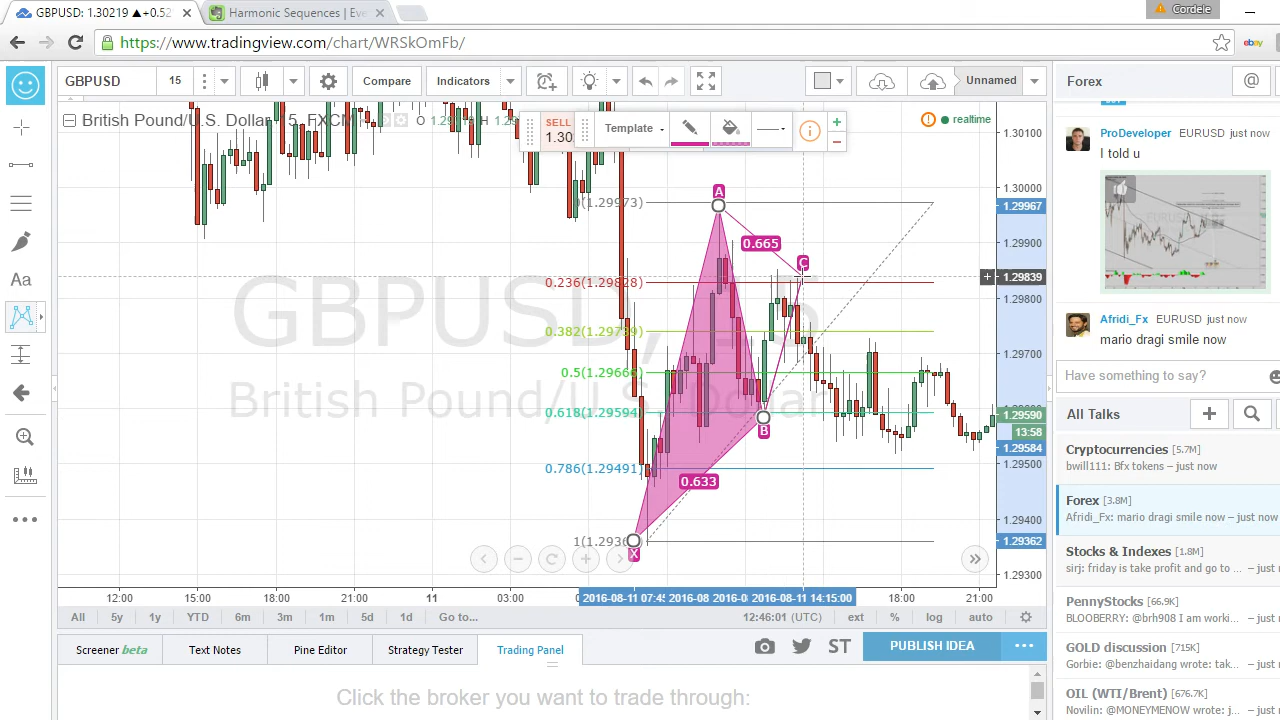 GBPUSD: 1.30219 ▲+0.52
Harmonic Sequences | Eve
Cordele
https://www.tradingview.com/chart/WRSkOmFb/
ebay
GBPUSD
15
Compare
Indicators
Unnamed
Forex
@
British Pound/U.S. Dollar
5, FXCM
O
H
SELL
1.30
Template
realtime
1.30100
1.30000
1.29967
1.29900
1.29839
1.29800
1.29700
1.29590
13:58
1.29584
1.29500
1.29400
1.29362
1.29300
GBPUSD, 15
British Pound/U.S. Dollar
0(1.29973)
0.236(1.29828)
0.382(1.29739)
0.5(1.29666)
0.618(1.29594)
0.786(1.29491)
A
0.665
C
B
0.633
X
12:00
15:00
18:00
21:00
11
03:00
2016-08-11 07:45
2016-08-11 14:15:00
18:00
21:00
All
5y
1y
YTD
6m
3m
1m
5d
1d
Go to...
12:46:01 (UTC)
ext
%
log
auto
Screener beta
Text Notes
Pine Editor
Strategy Tester
Trading Panel
ST
PUBLISH IDEA
Click the broker you want to trade through:
ProDeveloper EURUSD just now
I told u
Afridi_Fx EURUSD just now
mario dragi smile now
Have something to say?
All Talks
Cryptocurrencies [5.7M]
bwill111: Bfx tokens – just now
Forex [3.8M]
Afridi_Fx: mario dragi smile now – just now
Stocks & Indexes [1.8M]
sirj: friday is take profit and go to ... – just
PennyStocks [66.9K]
BLOOBERRY: @brh908 I am worki...
GOLD discussion [715K]
Gorbie: @benzhaidang wrote: tak...
OIL (WTI/Brent) [676.7K]
Novilin: @MONEYMENOW wrote: j...